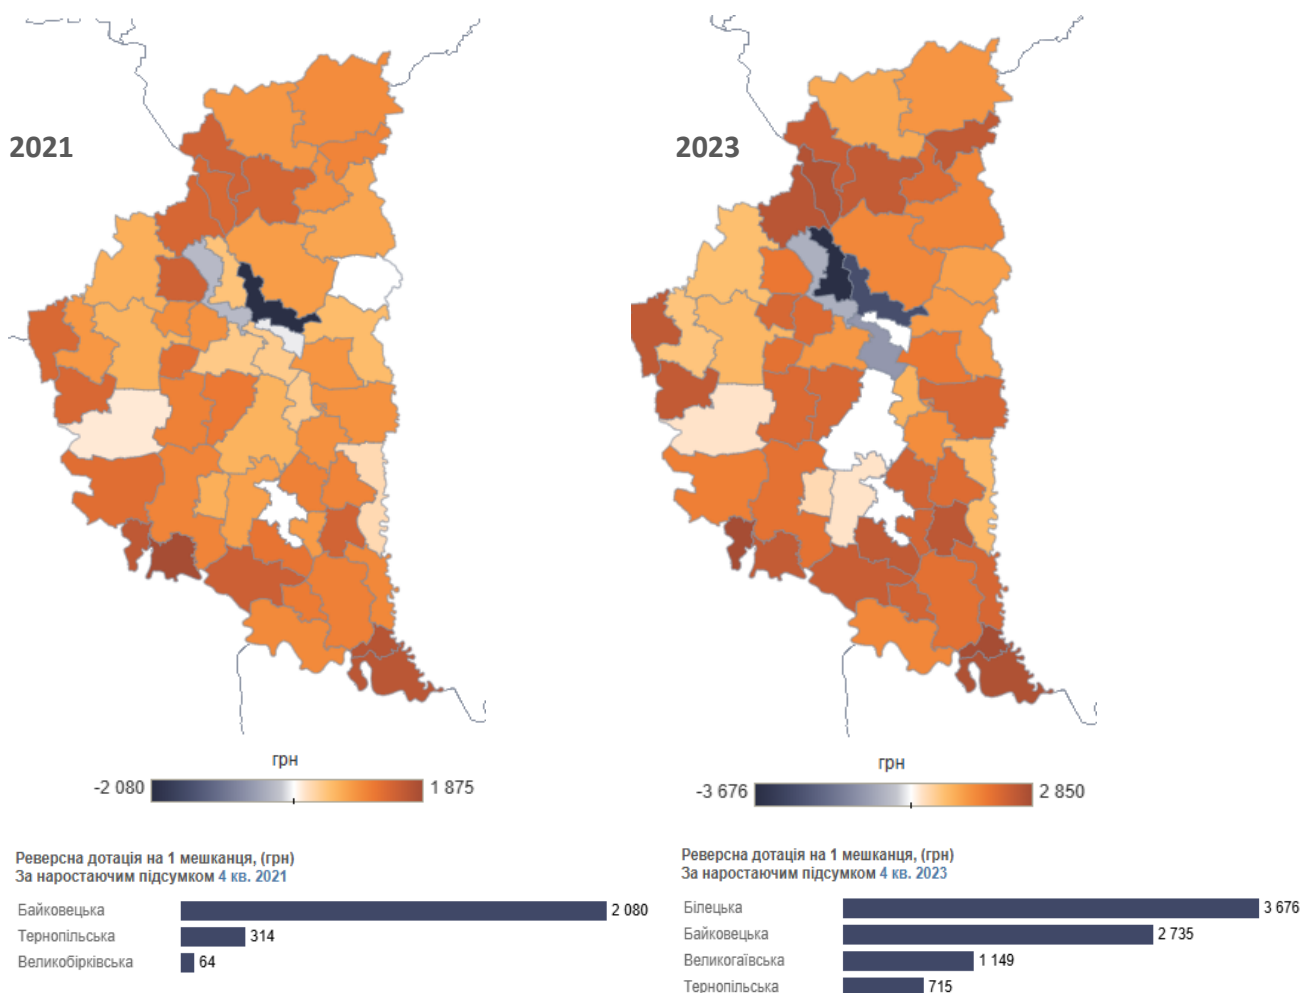 2021
2023
грн
-2 080
1 875
грн
-3 676
2 850
Реверсна дотація на 1 мешканця, (грн)
За наростаючим підсумком 4 кв. 2021
Байковецька 2 080
Тернопільська 314
Великобірківська 64
Реверсна дотація на 1 мешканця, (грн)
За наростаючим підсумком 4 кв. 2023
Білецька 3 676
Байковецька 2 735
Великогаївська 1 149
Тернопільська 715